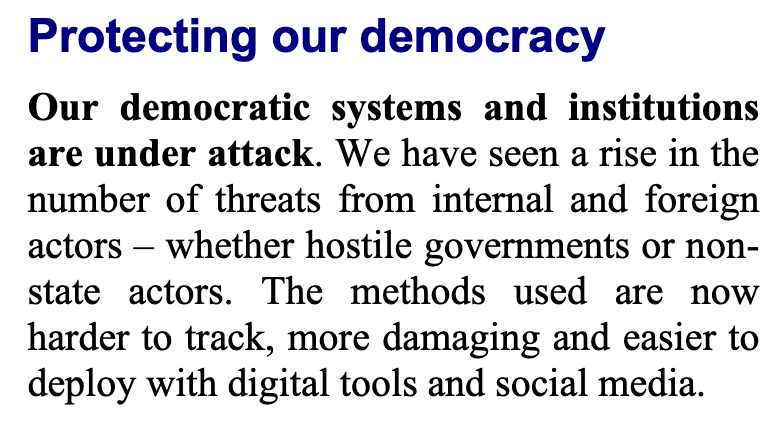 Protecting our democracy
Our democratic systems and institutions
are under attack. We have seen a rise in the
number of threats from internal and foreign
actors – whether hostile governments or non-
state actors. The methods used are now
harder to track, more damaging and easier to
deploy with digital tools and social media.